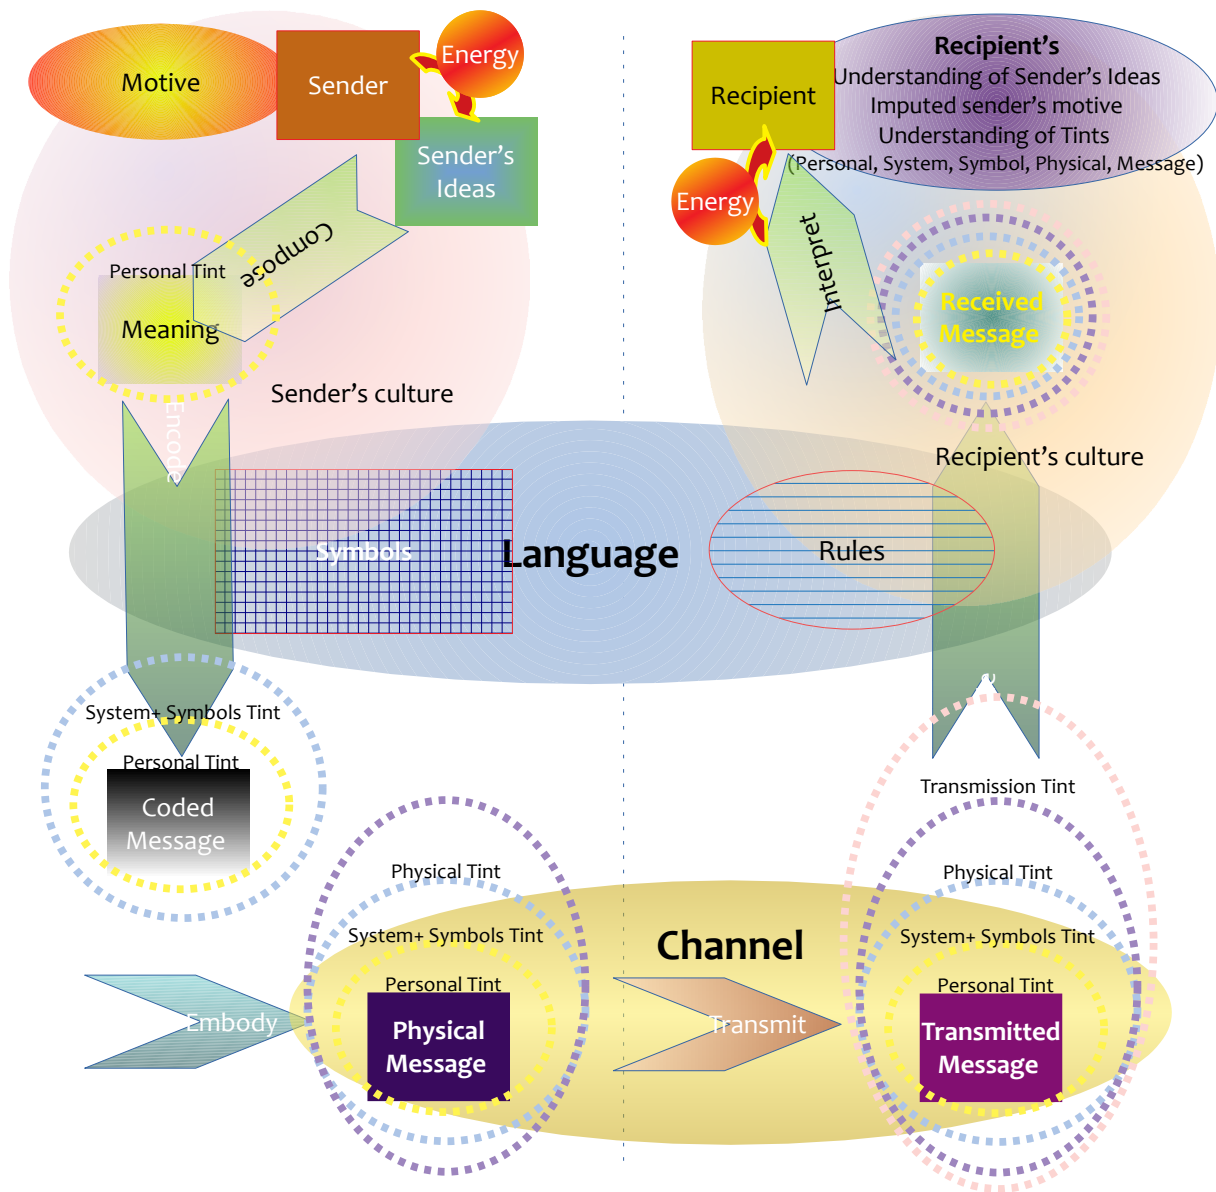 Motive
Sender
Energy
Sender's
Ideas
Compose
Personal Tint
Meaning
Sender's culture
Encode
Recipient
Energy
Recipient's
Understanding of Sender's Ideas
Imputed sender's motive
Understanding of Tints
(Personal, System, Symbol, Physical, Message)
Interpret
Received
Message
Recipient's culture
Symbols
Language
Rules
System+ Symbols Tint
Personal Tint
Coded
Message
Embody
Physical Tint
System+ Symbols Tint
Personal Tint
Physical
Message
Channel
Transmit
Transmission Tint
Physical Tint
System+ Symbols Tint
Personal Tint
Transmitted
Message